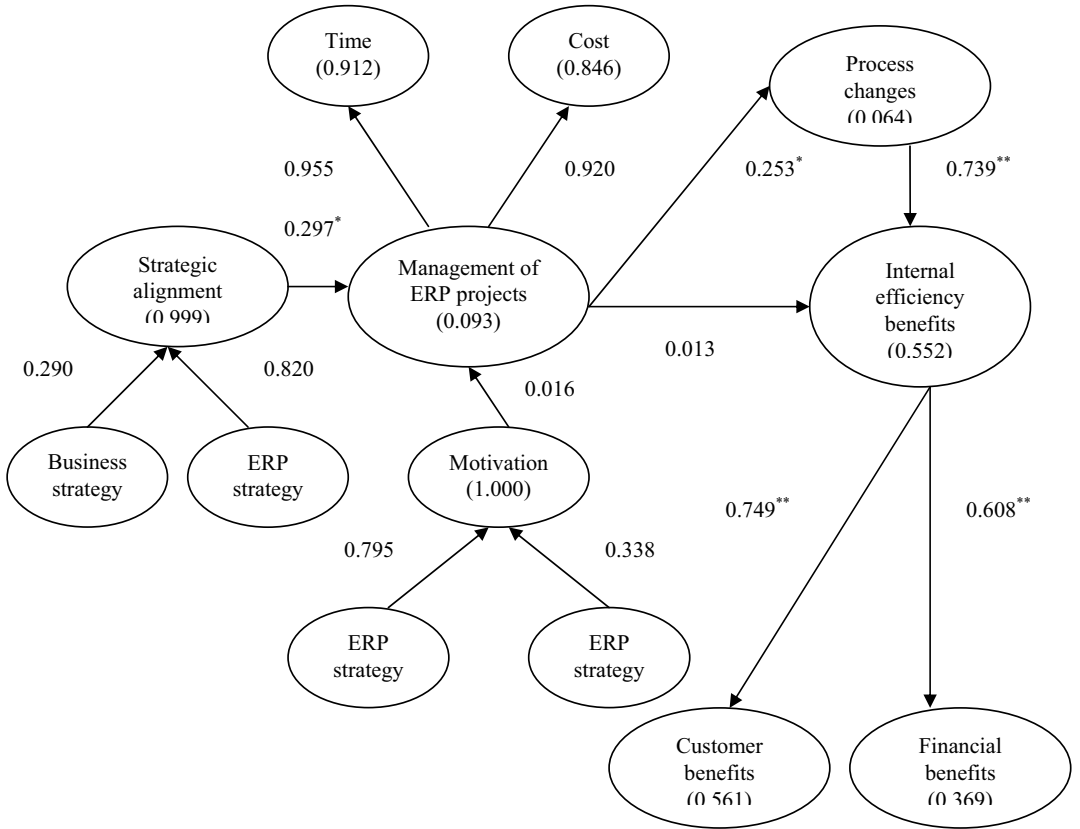 Time
(0.912)
Cost
(0.846)
Process
changes
(0.064)
0.955
0.920
0.253*
0.739**
0.297*
Strategic
alignment
(0.999)
Management of
ERP projects
(0.093)
Internal
efficiency
benefits
(0.552)
0.013
0.290
0.820
0.016
Business
strategy
ERP
strategy
Motivation
(1.000)
0.749**
0.608**
0.795
0.338
ERP
strategy
ERP
strategy
Customer
benefits
(0.561)
Financial
benefits
(0.369)